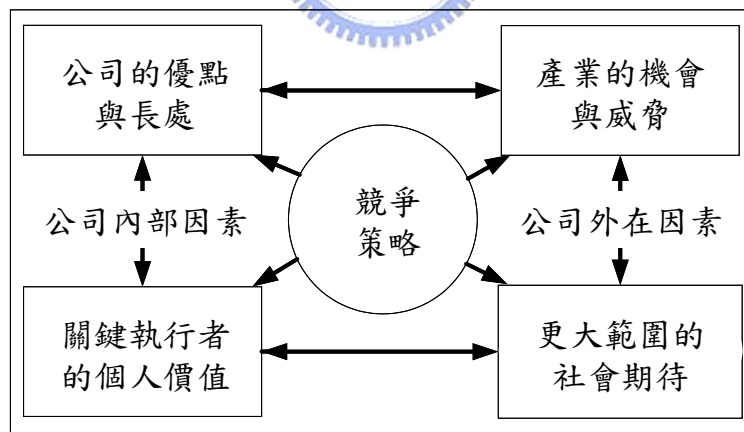 公司的優點
與長處
產業的機會
與威脅
競爭
策略
公司內部因素
公司外在因素
關鍵執行者
的個人價值
更大範圍的
社會期待